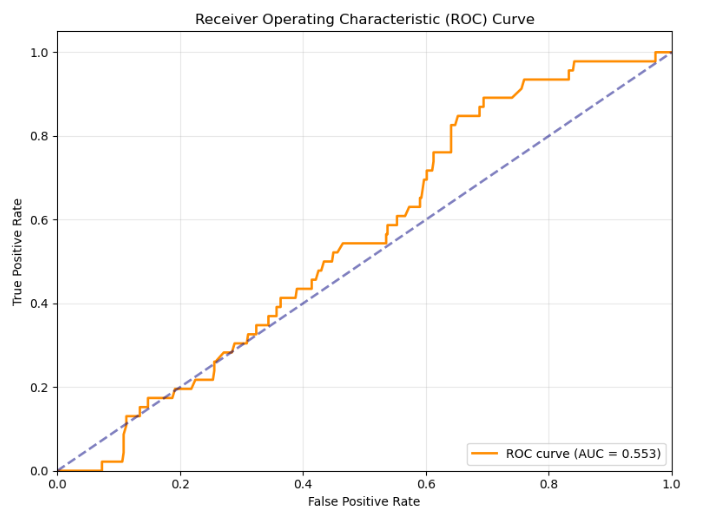 Receiver Operating Characteristic (ROC) Curve
1.0
0.8
0.6
0.4
0.2
0.0
True Positive Rate
ROC curve (AUC = 0.553)
0.0 0.2 0.4 0.6 0.8 1.0
False Positive Rate